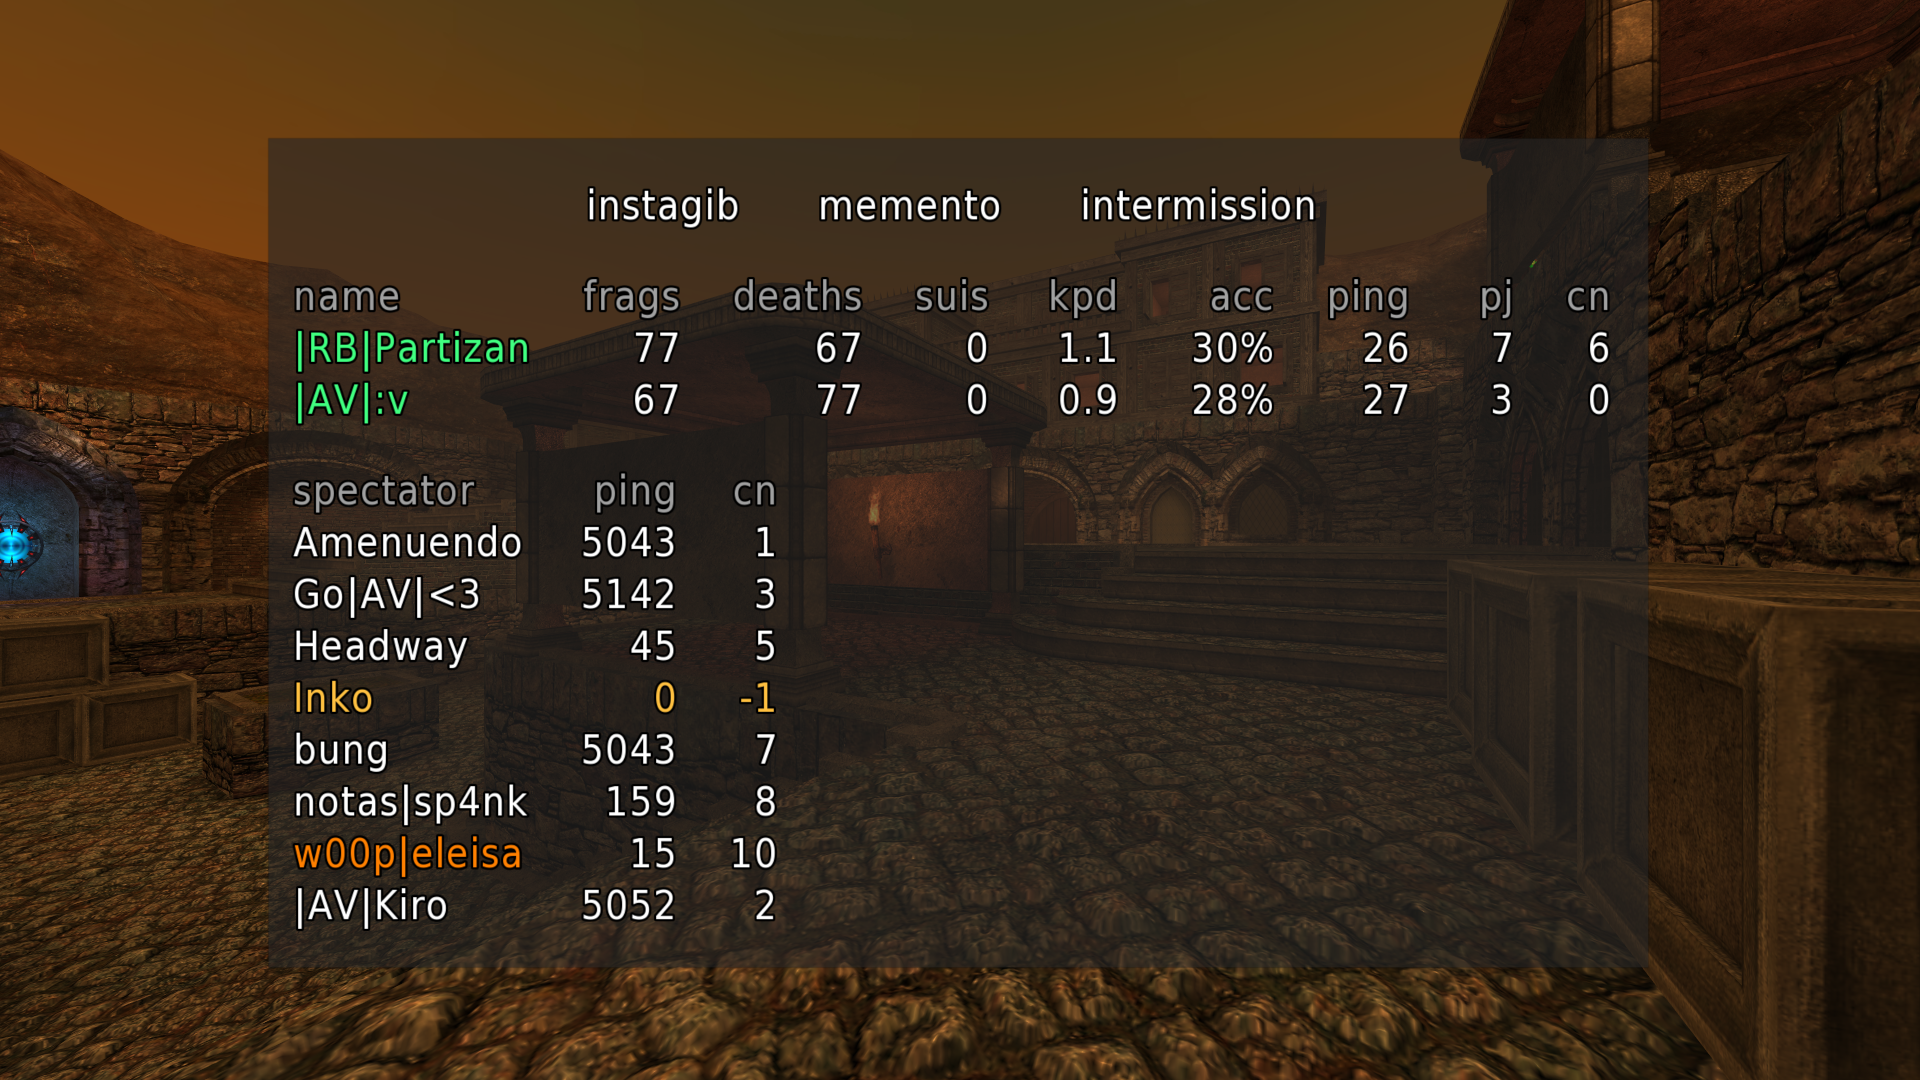 instagib memento intermission
name frags deaths suis kpd acc ping pj cn
|RB|Partizan 77 67 0 1.1 30% 26 7 6
|AV|:v 67 77 0 0.9 28% 27 3 0
spectator ping cn
Amenuendo 5043 1
Go|AV|<3 5142 3
Headway 45 5
Inko 0 -1
bung 5043 7
notas|sp4nk 159 8
w00p|eleisa 15 10
|AV|Kiro 5052 2